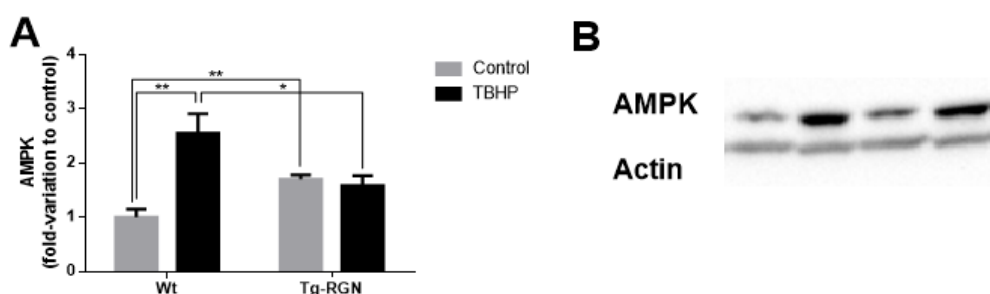 A
AMPK
(fold-variation to control)
4
3
2
1
0
**
**
*
Wt
Tg-RGN
Control
TBHP
B
AMPK
Actin